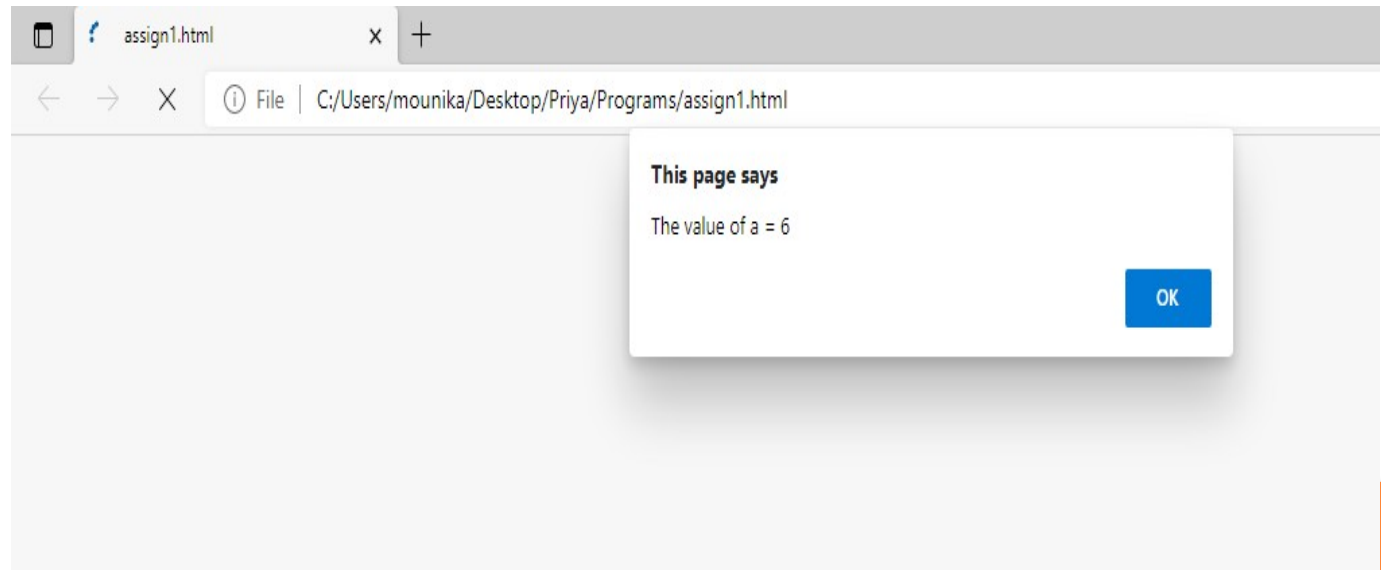 assign1.html
File C:/Users/mounika/Desktop/Priya/Programs/assign1.html
This page says
The value of a = 6
OK